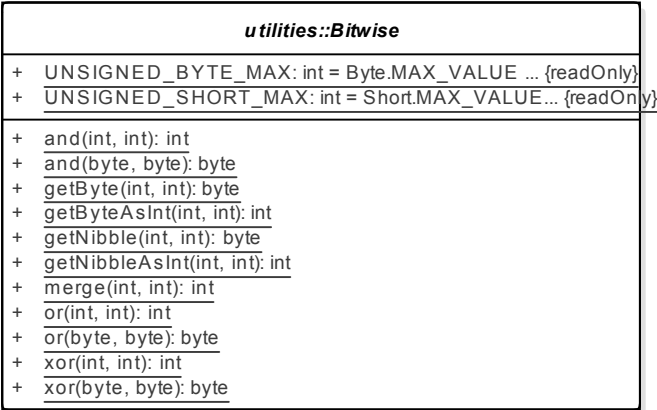 utilities::Bitwise
+ UNSIGNED_BYTE_MAX: int = Byte.MAX_VALUE ... {readOnly}
+ UNSIGNED_SHORT_MAX: int = Short.MAX_VALUE... {readOnly}
+ and(int, int): int
+ and(byte, byte): byte
+ getByte(int, int): byte
+ getByteAsInt(int, int): int
+ getNibble(int, int): byte
+ getNibbleAsInt(int, int): int
+ merge(int, int): int
+ or(int, int): int
+ or(byte, byte): byte
+ xor(int, int): int
+ xor(byte, byte): byte